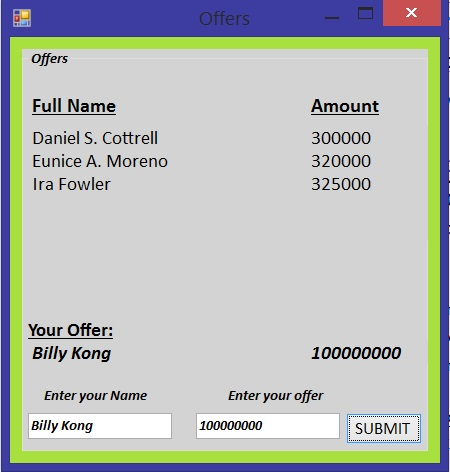 Offers
Offers
Full Name Amount
Daniel S. Cottrell 300000
Eunice A. Moreno 320000
Ira Fowler 325000
Your Offer:
Billy Kong 100000000
Enter your Name Enter your offer
Billy Kong 100000000 SUBMIT